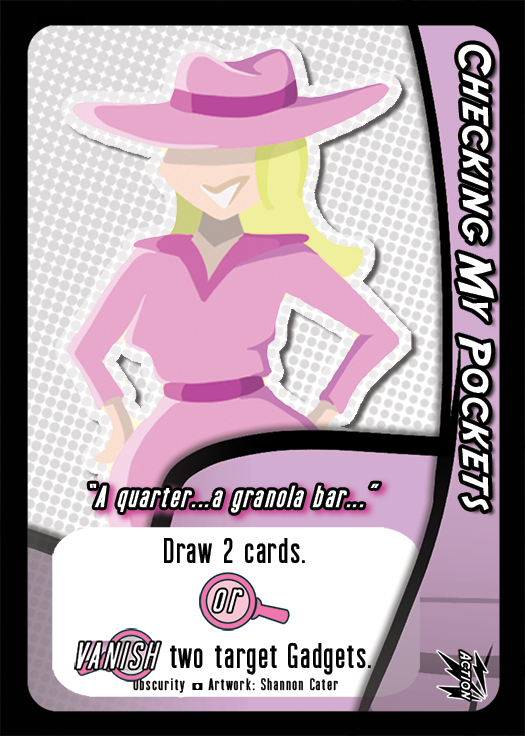 CHECKING MY POCKETS
"A quarter...a granola bar..."
Draw 2 cards.
or
VANISH two target Gadgets.
Obscurity Artwork: Shannon Cater
ACTION